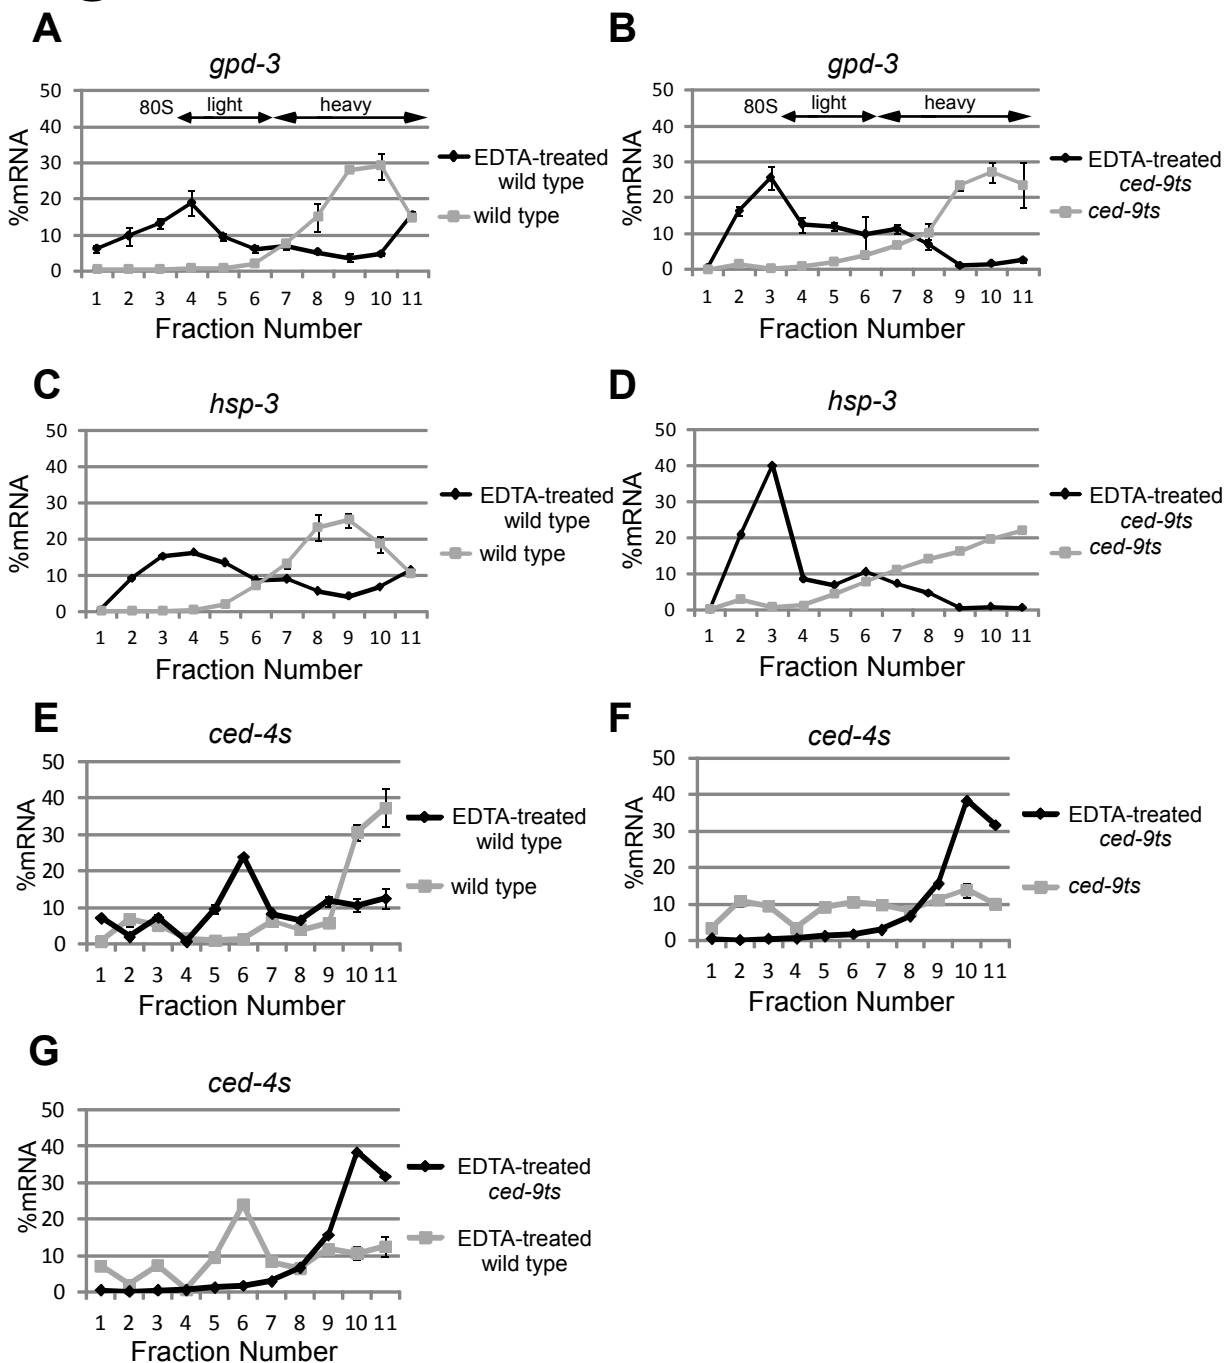 A
gpd-3
50
40
30
20
10
0
80S
light
heavy
%mRNA
1 2 3 4 5 6 7 8 9 10 11
Fraction Number
EDTA-treated
wild type
wild type
B
gpd-3
50
40
30
20
10
0
80S
light
heavy
%mRNA
1 2 3 4 5 6 7 8 9 10 11
Fraction Number
EDTA-treated
ced-9ts
ced-9ts
C
hsp-3
50
40
30
20
10
0
%mRNA
1 2 3 4 5 6 7 8 9 10 11
Fraction Number
EDTA-treated
wild type
wild type
D
hsp-3
50
40
30
20
10
0
%mRNA
1 2 3 4 5 6 7 8 9 10 11
Fraction Number
EDTA-treated
ced-9ts
ced-9ts
E
ced-4s
50
40
30
20
10
0
%mRNA
1 2 3 4 5 6 7 8 9 10 11
Fraction Number
EDTA-treated
wild type
wild type
F
ced-4s
50
40
30
20
10
0
%mRNA
1 2 3 4 5 6 7 8 9 10 11
Fraction Number
EDTA-treated
ced-9ts
ced-9ts
G
ced-4s
50
40
30
20
10
0
%mRNA
1 2 3 4 5 6 7 8 9 10 11
Fraction Number
EDTA-treated
ced-9ts
EDTA-treated
wild type